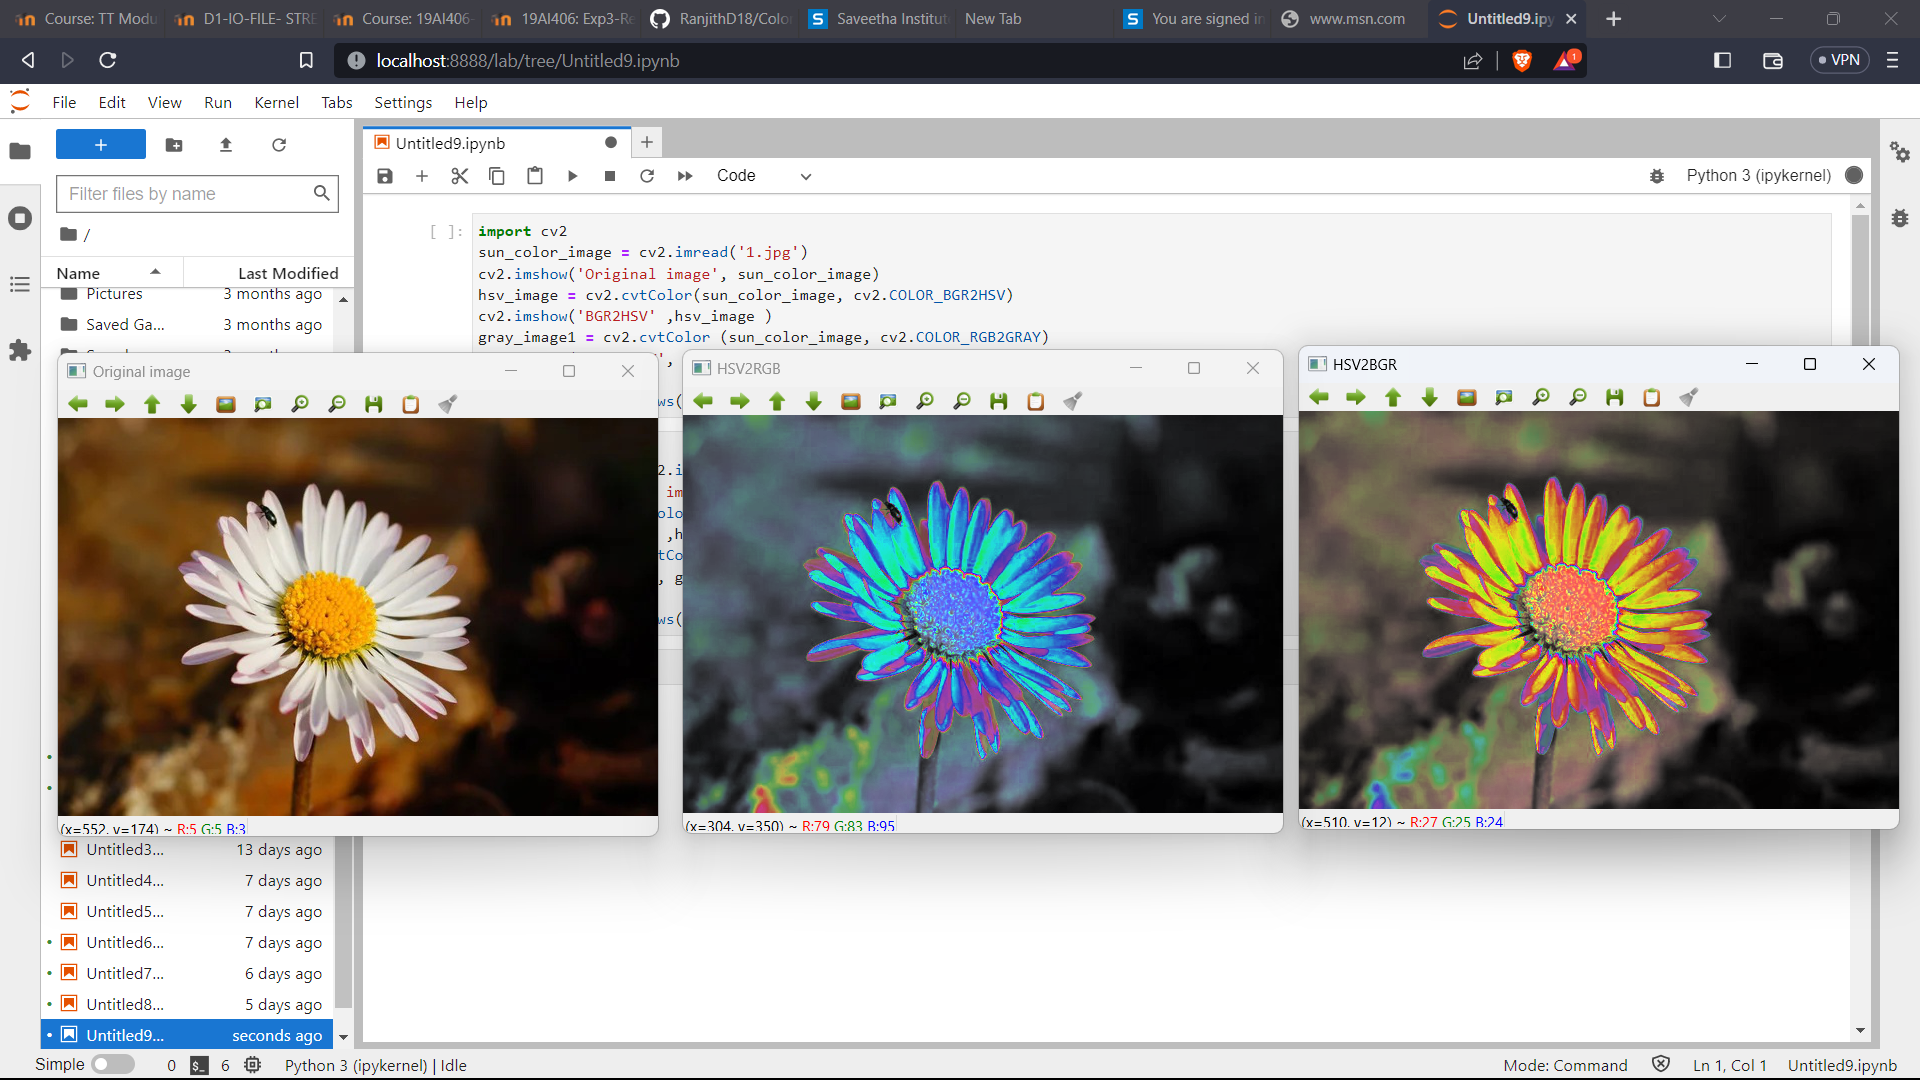 Course: TT Modu
D1-IO-FILE- STRE
Course: 19AI406-
19AI406: Exp3-Re
RanjithD18/Colo
Saveetha Institut
New Tab
You are signed in
www.msn.com
Untitled9.ipy
localhost:8888/lab/tree/Untitled9.ipynb
1
VPN
File Edit View Run Kernel Tabs Settings Help
Untitled9.ipynb
Filter files by name
Code
Python 3 (ipykernel)
/
Name Last Modified
Pictures 3 months ago
Saved Ga... 3 months ago
[ ]:
import cv2
sun_color_image = cv2.imread('1.jpg')
cv2.imshow('Original image', sun_color_image)
hsv_image = cv2.cvtColor(sun_color_image, cv2.COLOR_BGR2HSV)
cv2.imshow('BGR2HSV' ,hsv_image )
gray_image1 = cv2.cvtColor (sun_color_image, cv2.COLOR_RGB2GRAY)
Original image
HSV2RGB
HSV2BGR
ws(
2.i
im
olo
,h
tCo
, g
ws(
(x=552, y=174) ~ R:5 G:5 B:3
(x=304, y=350) ~ R:79 G:83 B:95
(x=510, y=12) ~ R:27 G:25 B:24
Untitled3... 13 days ago
Untitled4... 7 days ago
Untitled5... 7 days ago
Untitled6... 7 days ago
Untitled7... 6 days ago
Untitled8... 5 days ago
Untitled9... seconds ago
Simple 0 6 Python 3 (ipykernel) | Idle
Mode: Command Ln 1, Col 1 Untitled9.ipynb